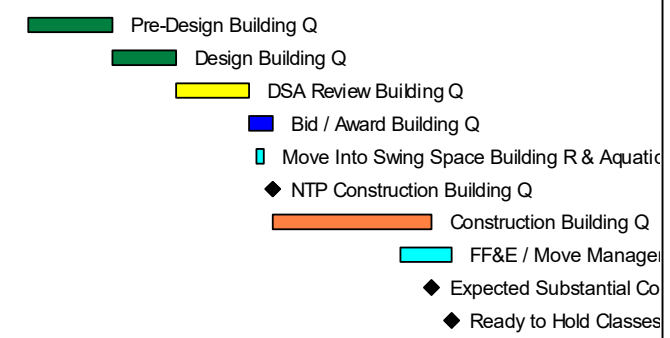 Pre-Design Building Q
Design Building Q
DSA Review Building Q
Bid / Award Building Q
Move Into Swing Space Building R & Aquatic
NTP Construction Building Q
Construction Building Q
FF&E / Move Manage
Expected Substantial Co
Ready to Hold Classes